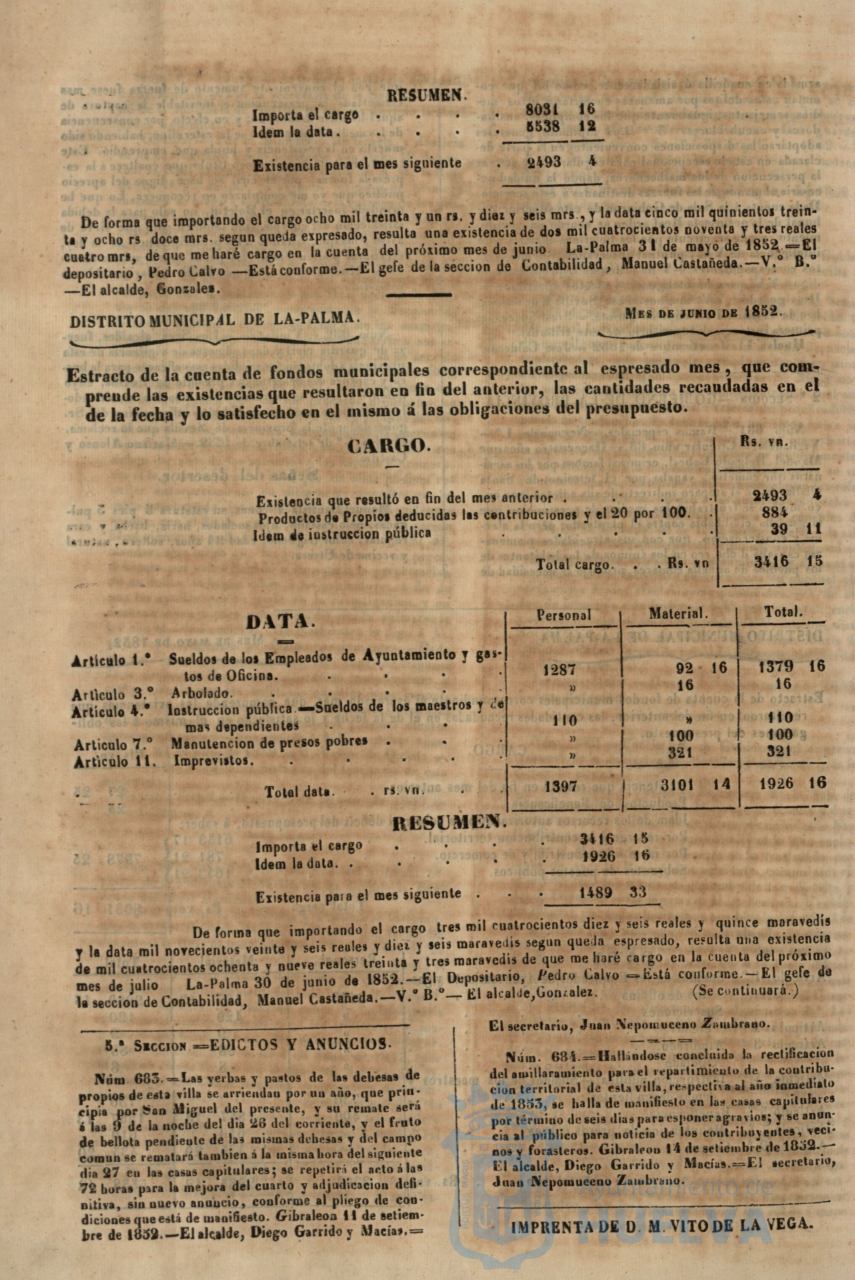 RESUMEN.
Importa el cargo . . . . 8031 16
Idem la data . . . . . 5538 12
Existencia para el mes siguiente . 2493 4
De forma que importando el cargo ocho mil treinta y un rs. y diez y seis mrs , y la data cinco mil quinientos trein-
ta y ocho rs doce mrs. segun queda expresado, resulta una existencia de dos mil cuatrocientos noventa y tres reales
cuatro mrs, de que me haré cargo en la cuenta del próximo mes de junio La-Palma 31 de mayo de 1852.=El
depositario, Pedro Calvo —Está conforme.—El gefe de la seccion de Contabilidad, Manuel Castañeda.—V.º B.º
—El alcalde, Gonzalez.
DISTRITO MUNICIPAL DE LA-PALMA. MES DE JUNIO DE 1852.
Estracto de la cuenta de fondos municipales correspondiente al espresado mes, que com-
prende las existencias que resultaron en fin del anterior, las cantidades recaudadas en el
de la fecha y lo satisfecho en el mismo á las obligaciones del presupuesto.
CARGO. Rs. vn.
Existencia que resultó en fin del mes anterior . . . . 2493 4
Productos de Propios deducidas las contribuciones y el 20 por 100. . 884
Idem de instruccion pública . . . . . 39 11
Total cargo. . . Rs. vn 3416 15
DATA. Personal Material. Total.
Articulo 1.º Sueldos de los Empleados de Ayuntamiento y gas-
tos de Oficina. . . . . 1287 92 16 1379 16
Articulo 3.º Arbolado. . . . . . » 16 16
Articulo 4.º Instruccion pública.—Sueldos de los maestros y de
mas dependientes . . . . 110 » 110
Articulo 7.º Manutencion de presos pobres . . . » 100 100
Articulo 11. Imprevistos. . . . . . » 321 321
Total data. . rs. vn. . . 1397 3101 14 1926 16
RESUMEN.
Importa el cargo . . . . 3416 15
Idem la data. . . . . 1926 16
Existencia para el mes siguiente . . . 1489 33
De forma que importando el cargo tres mil cuatrocientos diez y seis reales y quince maravedis
y la data mil novecientos veinte y seis reales y diez y seis maravedis segun queda espresado, resulta una existencia
de mil cuatrocientos ochenta y nueve reales treinta y tres maravedis de que me haré cargo en la cuenta del próximo
mes de julio La-Palma 30 de junio de 1852.—El Depositario, Pedro Calvo =Está conforme.—El gefe de
la seccion de Contabilidad, Manuel Castañeda.—V.º B.º— El alcalde, Gonzalez. (Se continuará.)
5.ª SECCION =EDICTOS Y ANUNCIOS.
Núm 683.=Las yerbas y pastos de las debesas de
propios de esta villa se arriendan por un año, que prin-
cipia por San Miguel del presente, y su remate será
á las 9 de la noche del dia 26 del corriente, y el fruto
de bellota pendiente de las mismas debesas y del campo
comun se rematará tambien á la misma hora del siguiente
dia 27 en las casas capitulares; se repetirá el acto á las
72 horas para la mejora del cuarto y adjudicacion defi-
nitiva, sin nuevo anuncio, conforme al pliego de con-
diciones que está de manifiesto. Gibraleon 11 de setiem-
bre de 1852.—El alcalde, Diego Garrido y Macías.=
El secretario, Juan Nepomuceno Zambrano.
Núm. 684.=Hallándose concluida la rectificacion
del amillaramiento para el repartimiento de la contribu-
cion territorial de esta villa, respectiva al año inmediato
de 1853, se halla de manifiesto en las casas capitulares
por término de seis dias para esponer agravios; y se anun-
cia al público para noticia de los contribuyentes, veci-
nos y forasteros. Gibraleon 14 de setiembre de 1852.—
El alcalde, Diego Garrido y Macías.=El secretario,
Juan Nepomuceno Zambrano.
IMPRENTA DE D. M. VITO DE LA VEGA.
HUELVA